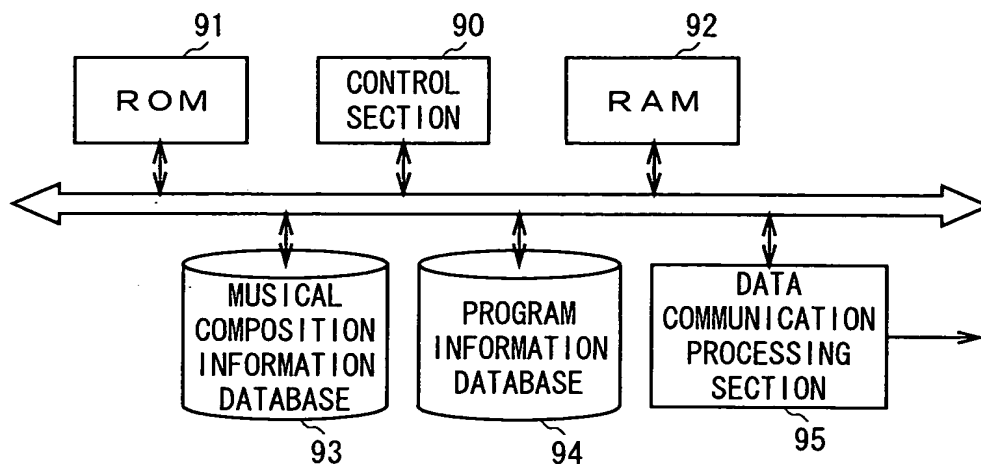 91
90
92
ROM
CONTROL
SECTION
RAM
MUSICAL
COMPOSITION
INFORMATION
DATABASE
PROGRAM
INFORMATION
DATABASE
DATA
COMMUNICATION
PROCESSING
SECTION
93
94
95